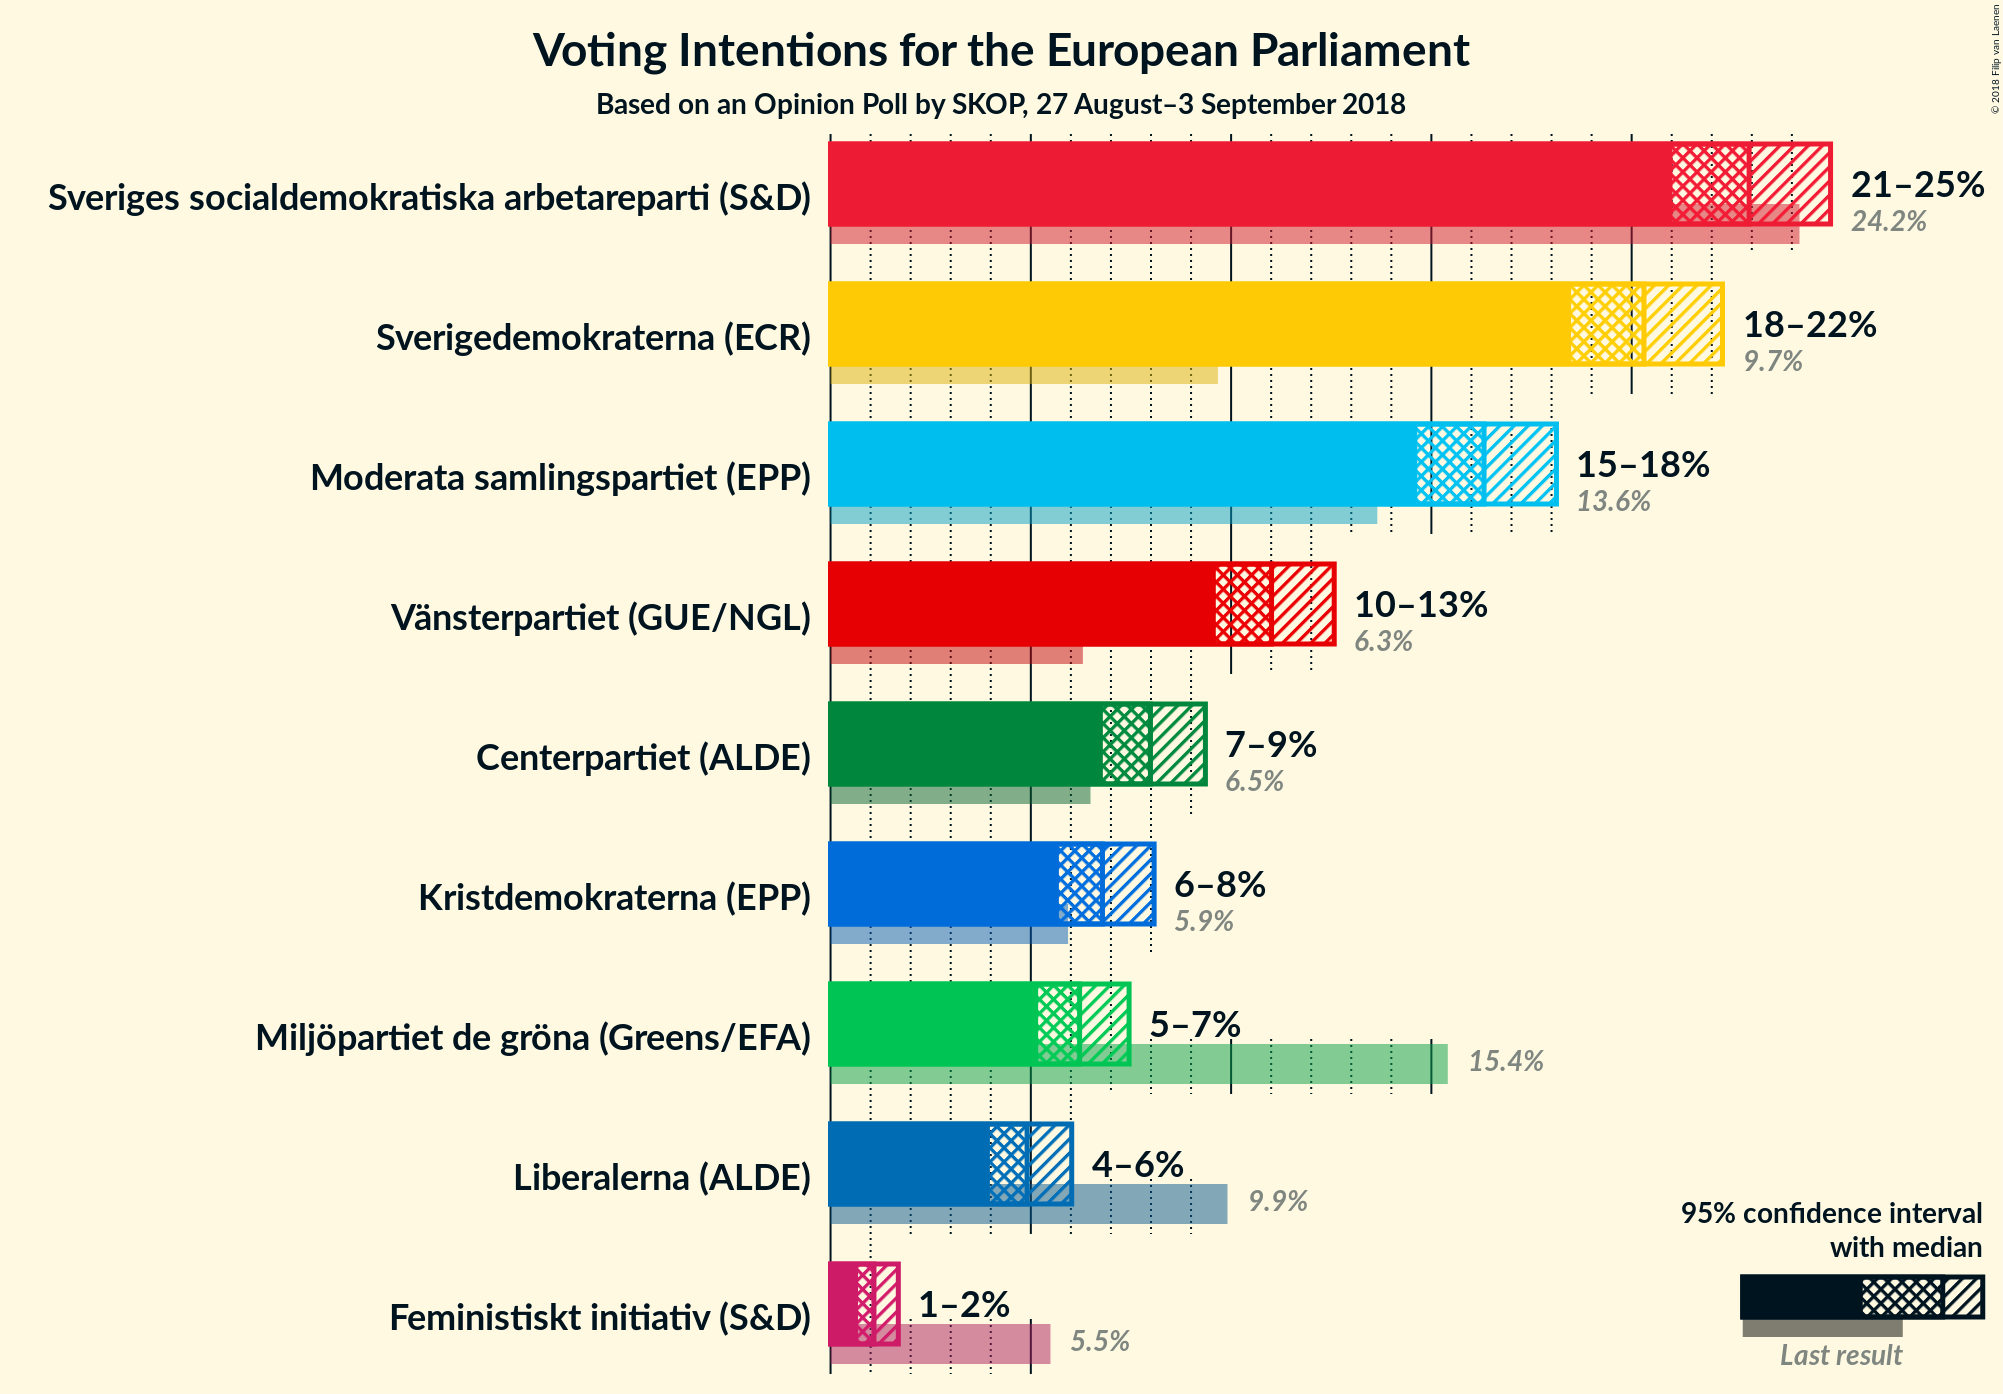 Voting Intentions for the European Parliament
Based on an Opinion Poll by SKOP, 27 August–3 September 2018
© 2018 Filip van Laenen
Sveriges socialdemokratiska arbetareparti (S&D)
21–25%
24.2%
Sverigedemokraterna (ECR)
18–22%
9.7%
Moderata samlingspartiet (EPP)
15–18%
13.6%
Vänsterpartiet (GUE/NGL)
10–13%
6.3%
Centerpartiet (ALDE)
7–9%
6.5%
Kristdemokraterna (EPP)
6–8%
5.9%
Miljöpartiet de gröna (Greens/EFA)
5–7%
15.4%
Liberalerna (ALDE)
4–6%
9.9%
Feministiskt initiativ (S&D)
1–2%
5.5%
95% confidence interval
with median
Last result